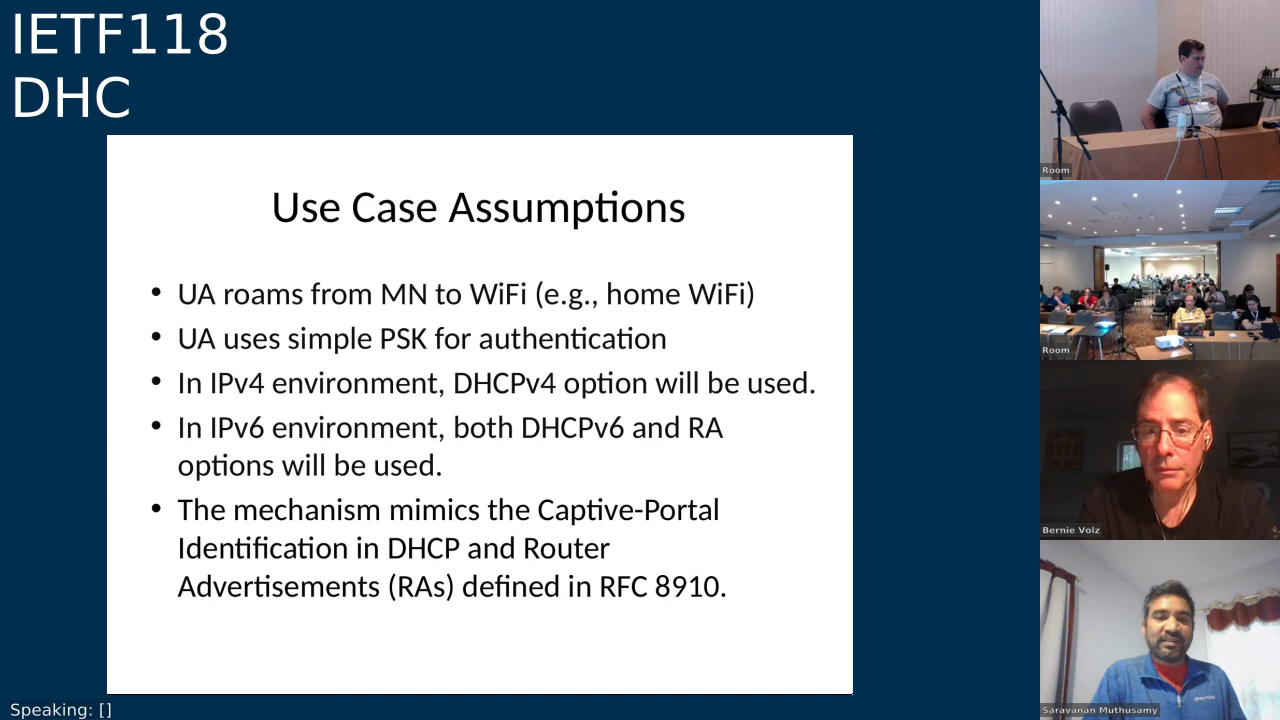 IETF118
DHC
Use Case Assumptions
• UA roams from MN to WiFi (e.g., home WiFi)
• UA uses simple PSK for authentication
• In IPv4 environment, DHCPv4 option will be used.
• In IPv6 environment, both DHCPv6 and RA
options will be used.
• The mechanism mimics the Captive-Portal
Identification in DHCP and Router
Advertisements (RAs) defined in RFC 8910.
Speaking: []
Room
Room
Bernie Volz
Saravanan Muthusamy